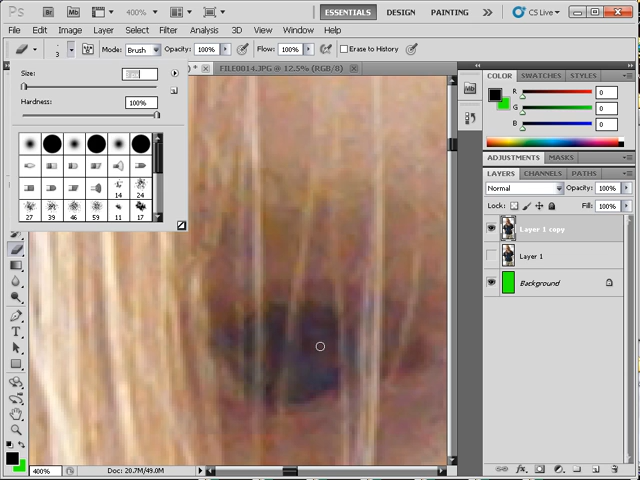 Ps Br Mb 400% ESSENTIALS DESIGN PAINTING >> CS Live
File Edit Image Layer Select Filter Analysis 3D View Window Help
3 Mode: Brush Opacity: 100% Flow: 100% Erase to History
Size:
Hardness: 100%
14 24
27 39 46 59 11 17
* × FILE0014.JPG @ 12.5% (RGB/8) ×
Mb
COLOR SWATCHES STYLES
R 0
G 0
B 0
ADJUSTMENTS MASKS
LAYERS CHANNELS PATHS
Normal Opacity: 100%
Lock: Fill: 100%
Layer 1 copy
Layer 1
Background
T
400% Doc: 20.7M/49.0M
fx